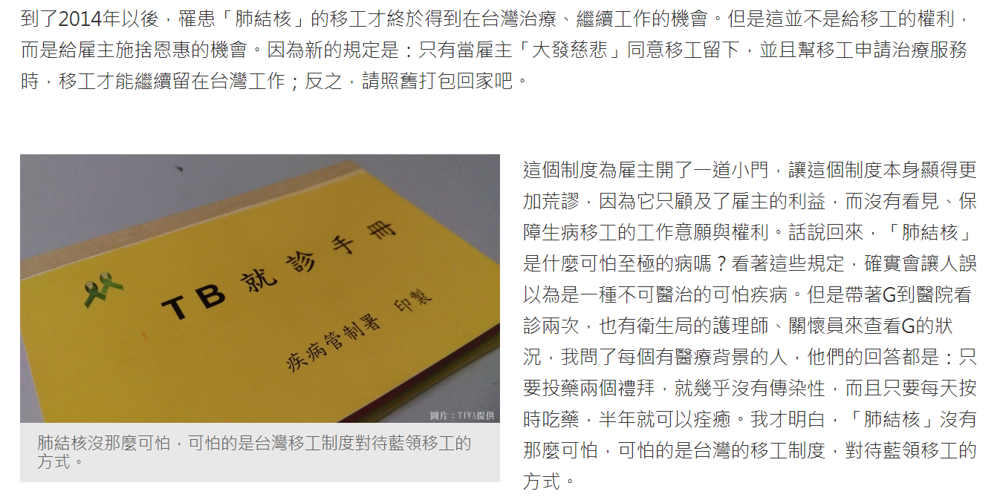 到了2014年以後，罹患「肺結核」的移工才終於得到在台灣治療、繼續工作的機會。但是這並不是給移工的權利，
而是給雇主施捨恩惠的機會。因為新的規定是：只有當雇主「大發慈悲」同意移工留下，並且幫移工申請治療服務
時，移工才能繼續留在台灣工作；反之，請照舊打包回家吧。
TB就診手冊
疾病管制署 印製
圖片：TIWA提供
肺結核沒那麼可怕，可怕的是台灣移工制度對待藍領移工的
方式。
這個制度為雇主開了一道小門，讓這個制度本身顯得更
加荒謬，因為它只顧及了雇主的利益，而沒有看見、保
障生病移工的工作意願與權利。話說回來，「肺結核」
是什麼可怕至極的病嗎？看著這些規定，確實會讓人誤
以為是一種不可醫治的可怕疾病。但是帶著G到醫院看
診兩次，也有衛生局的護理師、關懷員來查看G的狀
況，我問了每個有醫療背景的人，他們的回答都是：只
要投藥兩個禮拜，就幾乎沒有傳染性，而且只要每天按
時吃藥，半年就可以痊癒。我才明白，「肺結核」沒有
那麼可怕，可怕的是台灣的移工制度，對待藍領移工的
方式。